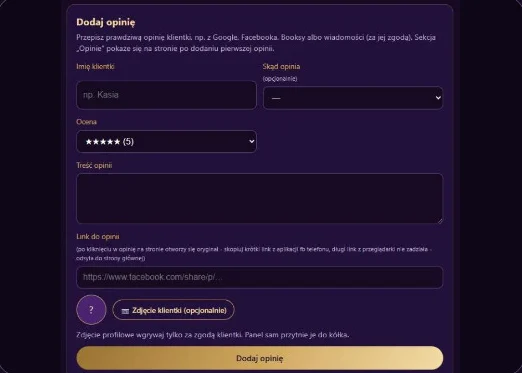 Dodaj opinię
Przepisz prawdziwą opinię klientki, np. z Google, Facebooka, Booksy albo wiadomości (za jej zgodą). Sekcja
„Opinie” pokaże się na stronie po dodaniu pierwszej opinii.
Imię klientki
Skąd opinia
(opcjonalnie)
np. Kasia
—
Ocena
★★★★★ (5)
Treść opinii
Link do opinii
(po kliknięciu w opinię na stronie otworzy się oryginał - skopiuj krótki link z aplikacji fb telefonu, długi link z przeglądarki nie zadziała -
odsyła do strony głównej)
https://www.facebook.com/share/p/...
?
Zdjęcie klientki (opcjonalnie)
Zdjęcie profilowe wgrywaj tylko za zgodą klientki. Panel sam przytnie je do kółka.
Dodaj opinię